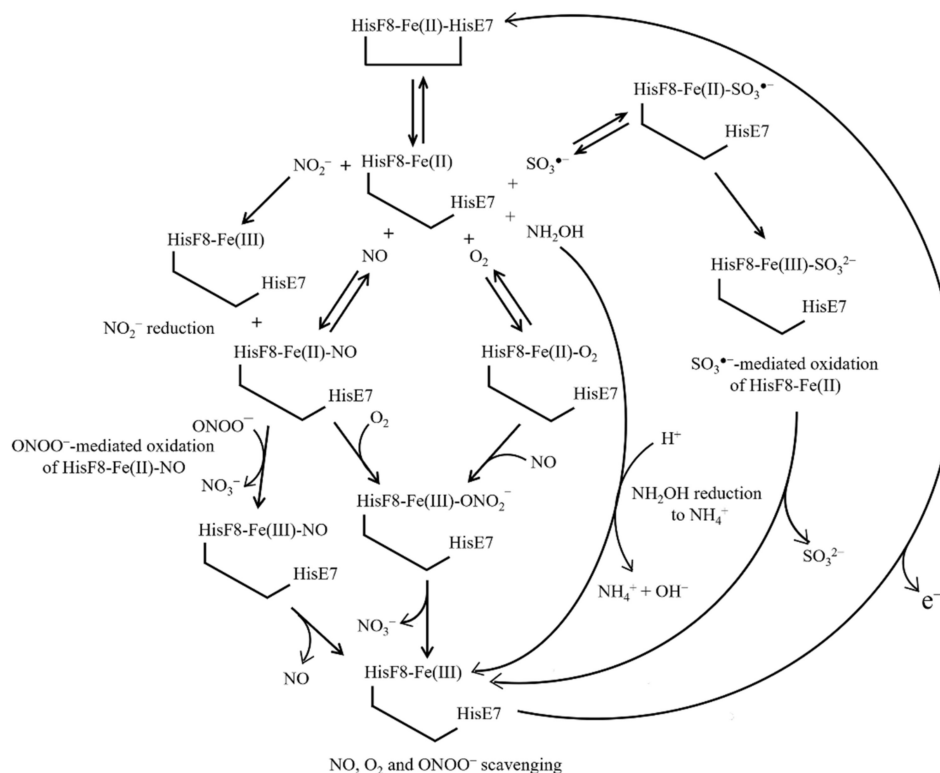 HisF8-Fe(II)-HisE7
HisF8-Fe(II)-SO₃•⁻
HisE7
NO₂⁻ + HisF8-Fe(II)
HisE7
+ SO₃•⁻
+ NH₂OH
HisF8-Fe(III)
HisE7
+ NO
+ O₂
HisF8-Fe(III)-SO₃²⁻
HisE7
NO₂⁻ reduction
+
HisF8-Fe(II)-NO
HisE7
HisF8-Fe(II)-O₂
HisE7
SO₃•⁻-mediated oxidation
of HisF8-Fe(II)
ONOO⁻
ONOO⁻-mediated oxidation
of HisF8-Fe(II)-NO
NO₃⁻
O₂
NO
H⁺
NH₂OH reduction
to NH₄⁺
HisF8-Fe(III)-NO
HisE7
HisF8-Fe(III)-ONO₂⁻
HisE7
SO₃²⁻
NH₄⁺ + OH⁻
e⁻
NO₃⁻
NO
HisF8-Fe(III)
HisE7
NO, O₂ and ONOO⁻ scavenging